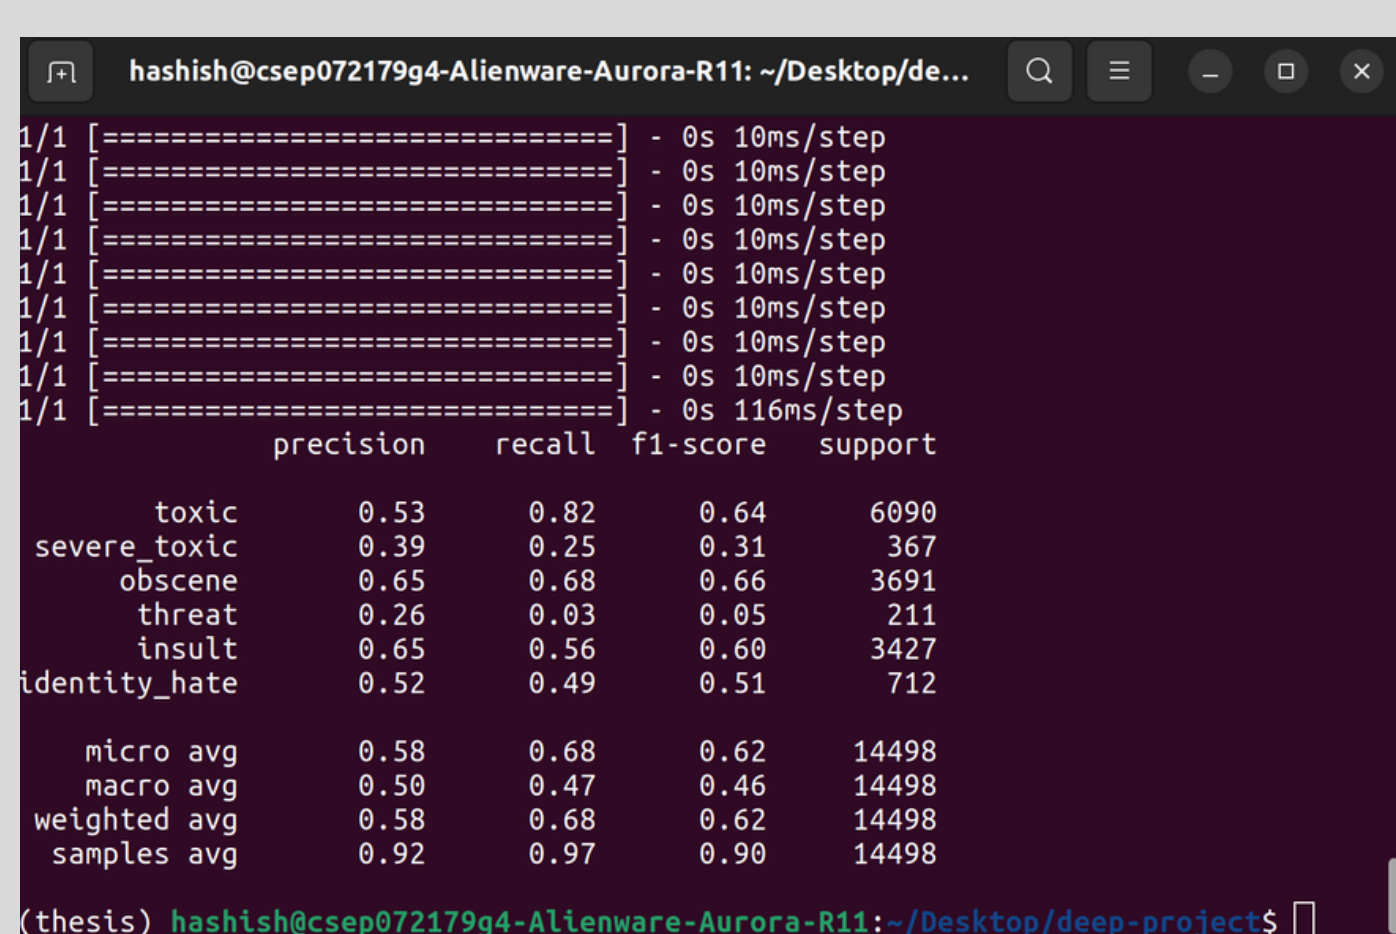 hashish@csep072179g4-Alienware-Aurora-R11: ~/Desktop/de...
1/1 [==============================] - 0s 10ms/step
1/1 [==============================] - 0s 10ms/step
1/1 [==============================] - 0s 10ms/step
1/1 [==============================] - 0s 10ms/step
1/1 [==============================] - 0s 10ms/step
1/1 [==============================] - 0s 10ms/step
1/1 [==============================] - 0s 10ms/step
1/1 [==============================] - 0s 10ms/step
1/1 [==============================] - 0s 116ms/step
precision recall f1-score support
toxic 0.53 0.82 0.64 6090
severe_toxic 0.39 0.25 0.31 367
obscene 0.65 0.68 0.66 3691
threat 0.26 0.03 0.05 211
insult 0.65 0.56 0.60 3427
identity_hate 0.52 0.49 0.51 712
micro avg 0.58 0.68 0.62 14498
macro avg 0.50 0.47 0.46 14498
weighted avg 0.58 0.68 0.62 14498
samples avg 0.92 0.97 0.90 14498
(thesis) hashish@csep072179g4-Alienware-Aurora-R11:~/Desktop/deep-project$